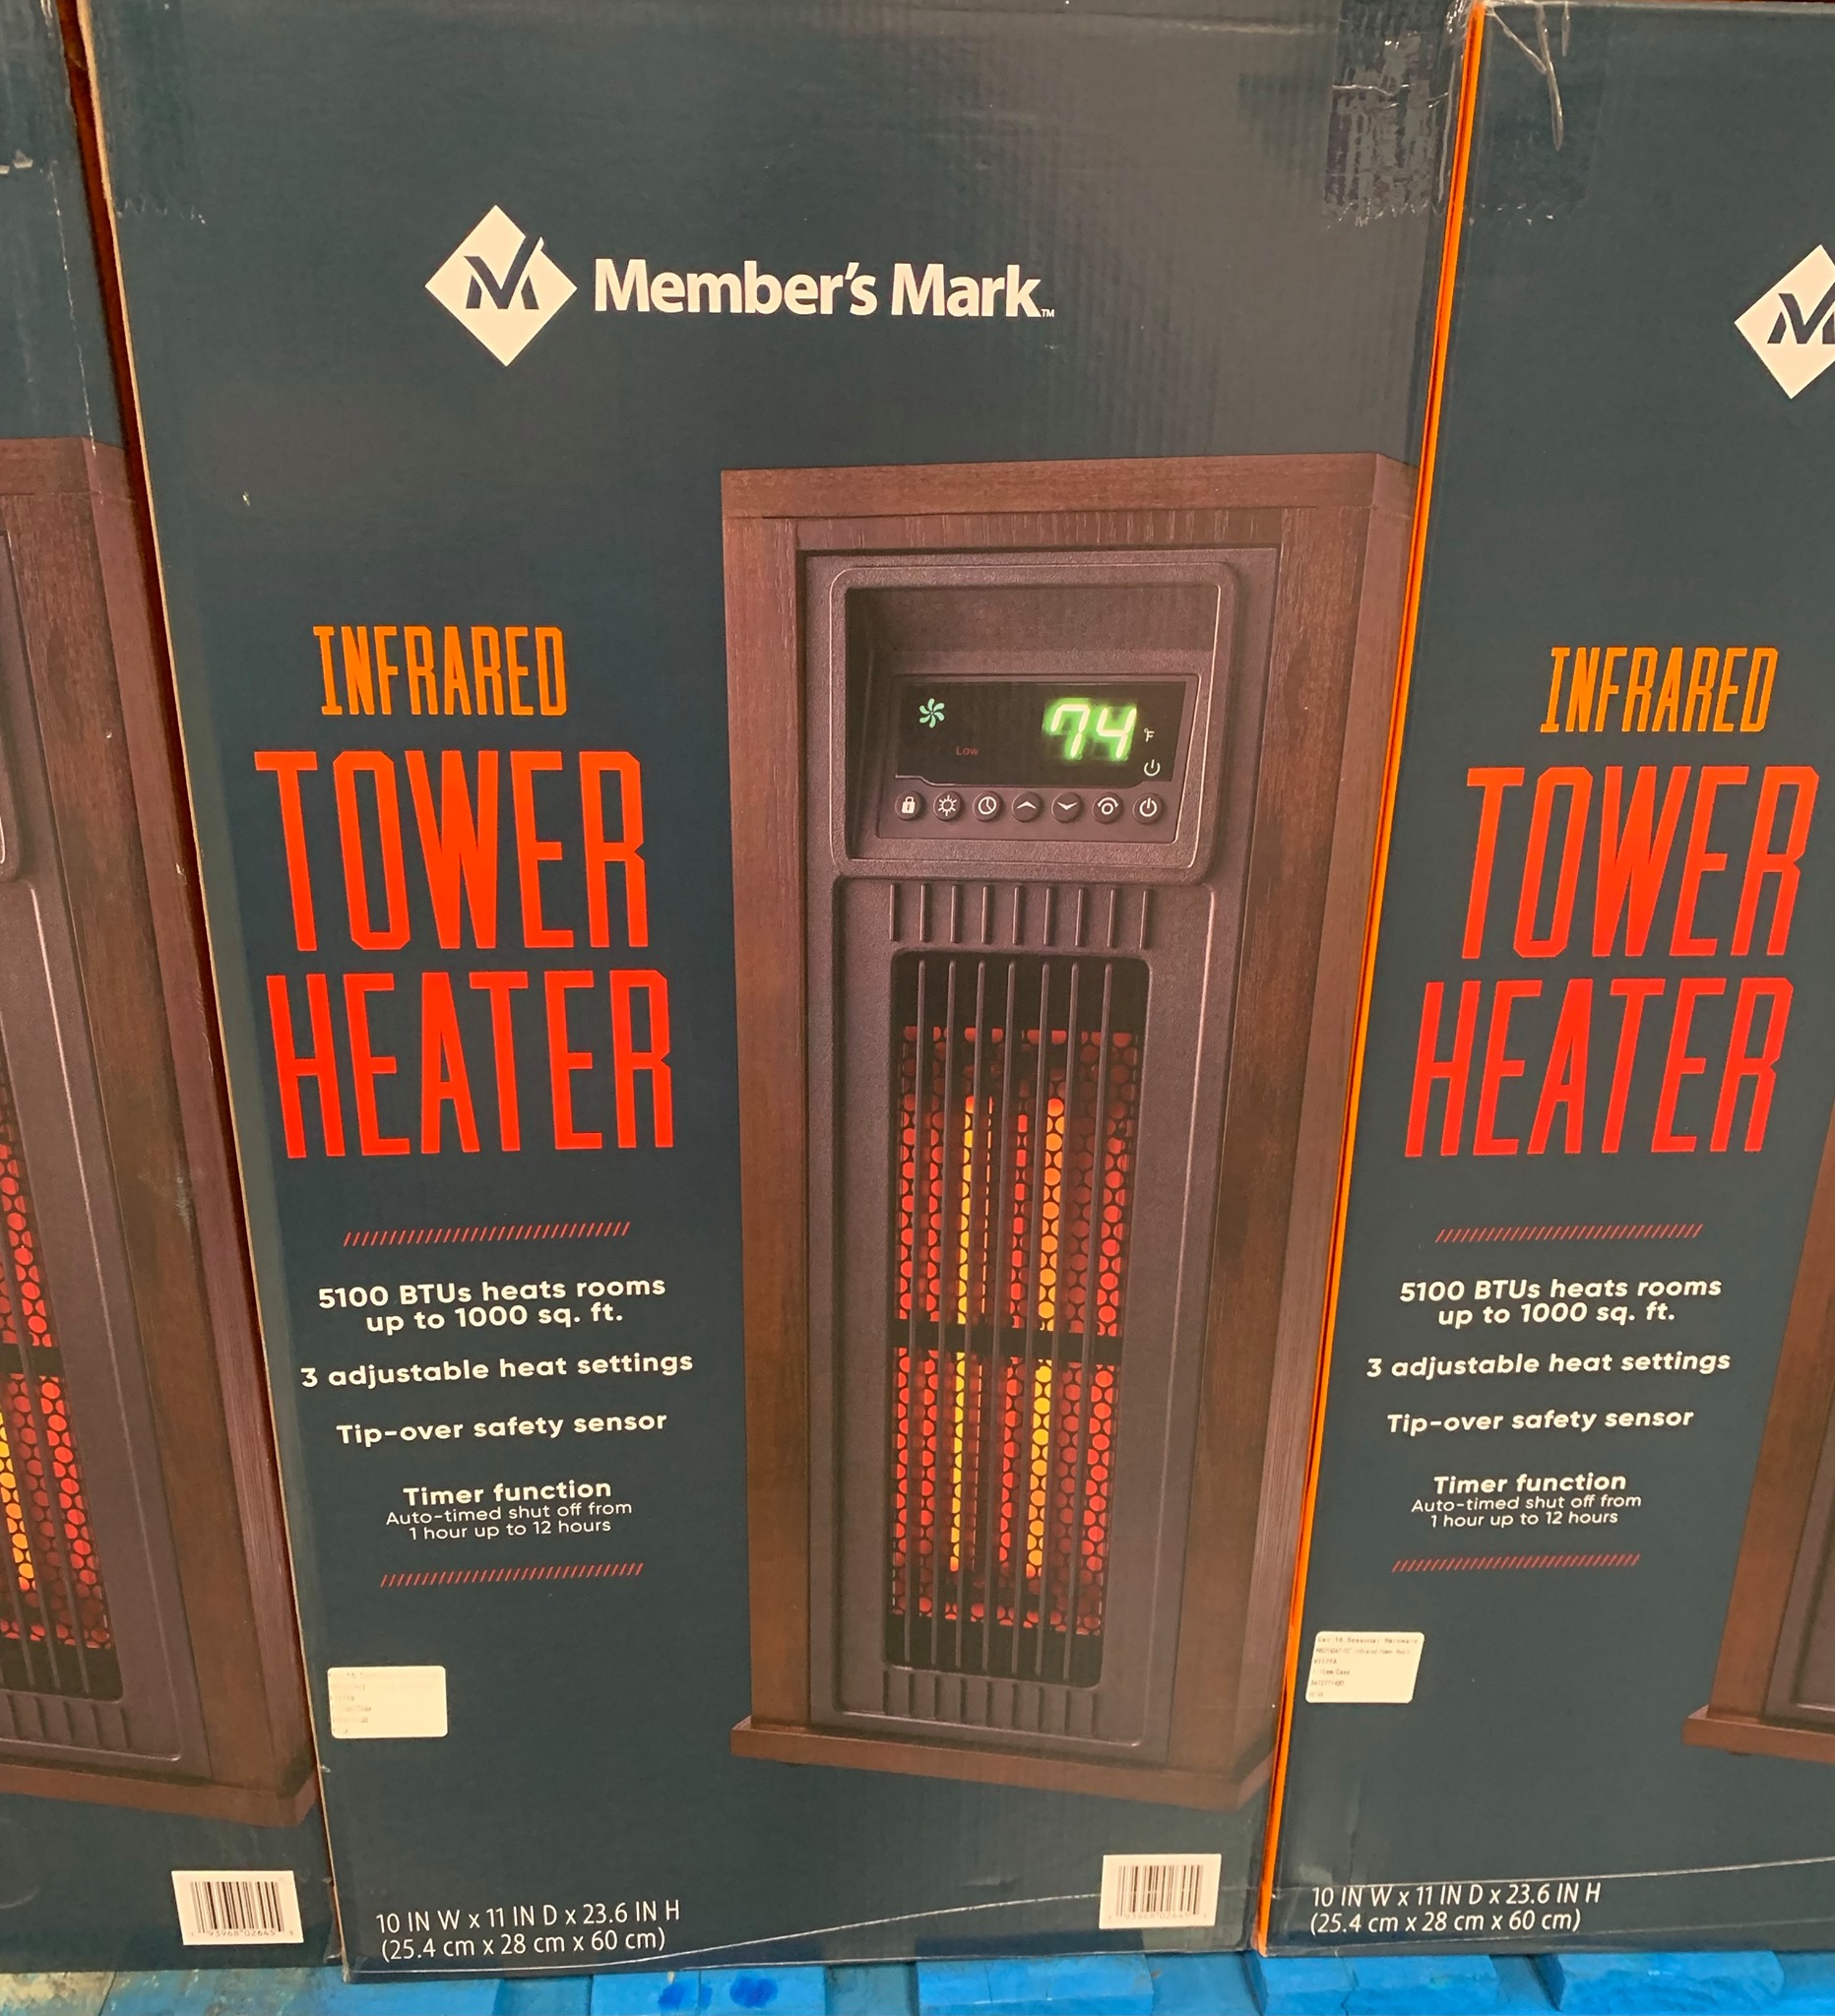 Member's Mark™
INFRARED
TOWER
HEATER
74 °F
Low
5100 BTUs heats rooms
up to 1000 sq. ft.
3 adjustable heat settings
Tip-over safety sensor
Timer function
Auto-timed shut off from
1 hour up to 12 hours
10 IN W x 11 IN D x 23.6 IN H
(25.4 cm x 28 cm x 60 cm)
INFRARED
TOWER
HEATER
5100 BTUs heats rooms
up to 1000 sq. ft.
3 adjustable heat settings
Tip-over safety sensor
Timer function
Auto-timed shut off from
1 hour up to 12 hours
10 IN W x 11 IN D x 23.6 IN H
(25.4 cm x 28 cm x 60 cm)